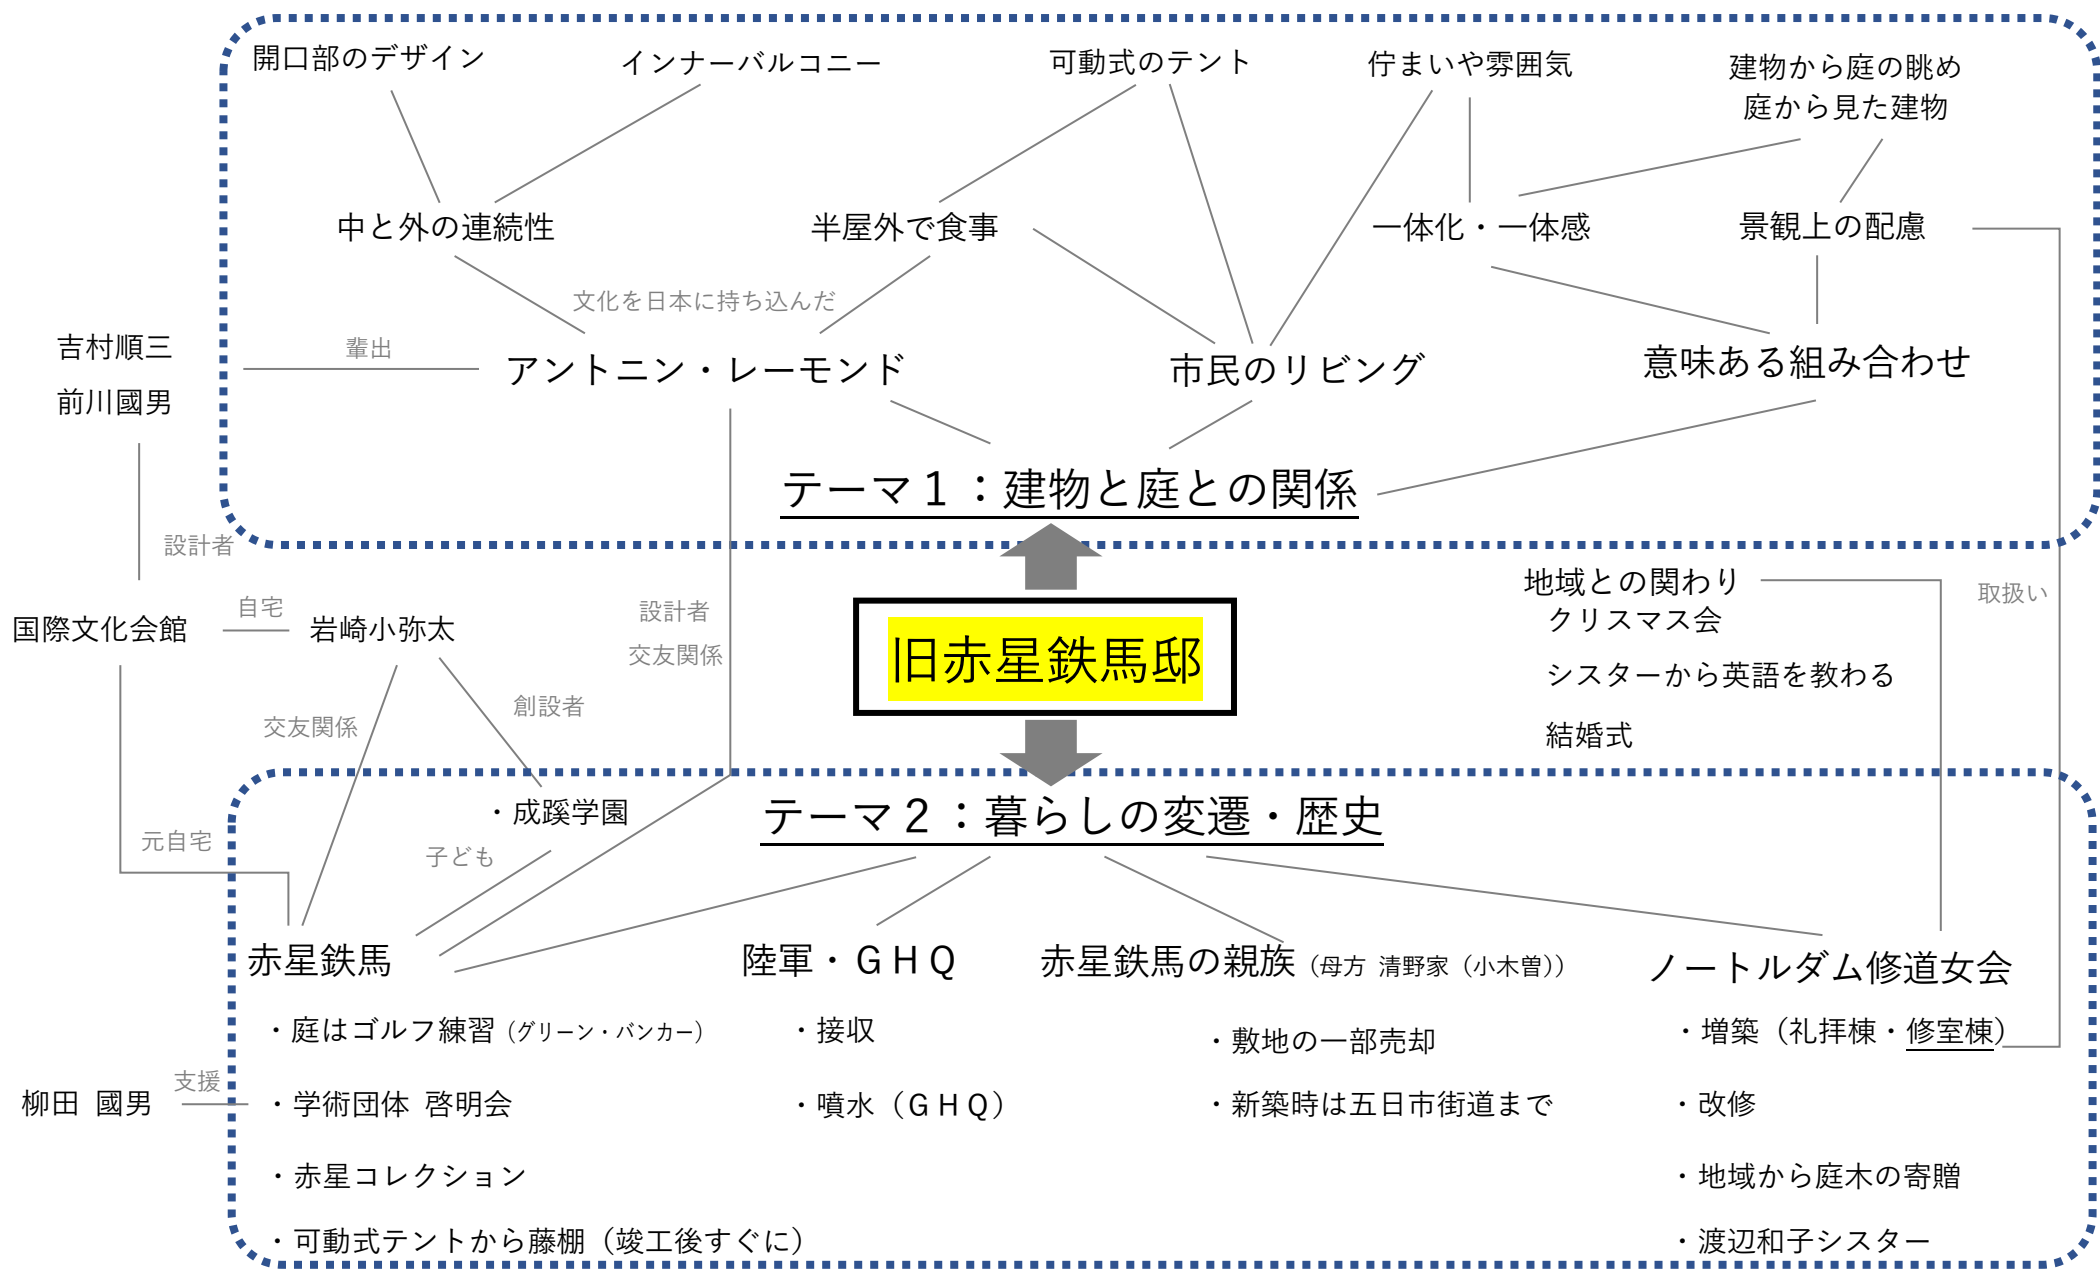 開口部のデザイン
インナーバルコニー
可動式のテント
佇まいや雰囲気
建物から庭の眺め
庭から見た建物
中と外の連続性
半屋外で食事
一体化・一体感
景観上の配慮
文化を日本に持ち込んだ
吉村順三
前川國男
輩出
アントニン・レーモンド
市民のリビング
意味ある組み合わせ
テーマ１：建物と庭との関係
設計者
国際文化会館
自宅
岩崎小弥太
設計者
交友関係
旧赤星鉄馬邸
地域との関わり
クリスマス会
シスターから英語を教わる
結婚式
取扱い
交友関係
創設者
・成蹊学園
テーマ２：暮らしの変遷・歴史
元自宅
子ども
赤星鉄馬
陸軍・ＧＨＱ
赤星鉄馬の親族（母方 清野家（小木曽））
ノートルダム修道女会
・庭はゴルフ練習（グリーン・バンカー）
・接収
・敷地の一部売却
・増築（礼拝棟・修室棟）
柳田 國男
支援
・学術団体 啓明会
・噴水（ＧＨＱ）
・新築時は五日市街道まで
・改修
・赤星コレクション
・地域から庭木の寄贈
・可動式テントから藤棚（竣工後すぐに）
・渡辺和子シスター